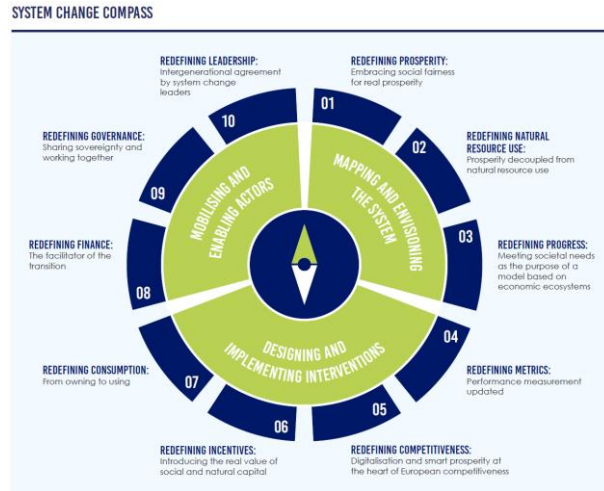 SYSTEM CHANGE COMPASS
REDEFINING LEADERSHIP:
Intergenerational agreement
by system change
leaders
REDEFINING PROSPERITY:
Embracing social fairness
for real prosperity
10
01
REDEFINING GOVERNANCE:
Sharing sovereignty and
working together
09
02
REDEFINING NATURAL
RESOURCE USE:
Prosperity decoupled from
natural resource use
MOBILISING AND
ENABLING ACTORS
MAPPING AND ENVISIONING
THE SYSTEM
REDEFINING FINANCE:
The facilitator of the
transition
08
03
REDEFINING PROGRESS:
Meeting societal needs
as the purpose of a
model based on
economic ecosystems
DESIGNING AND
IMPLEMENTING INTERVENTIONS
REDEFINING CONSUMPTION:
From owning to using
07
04
REDEFINING METRICS:
Performance measurement
updated
06
05
REDEFINING INCENTIVES:
Introducing the real value of
social and natural capital
REDEFINING COMPETITIVENESS:
Digitalisation and smart prosperity at
the heart of European competitiveness